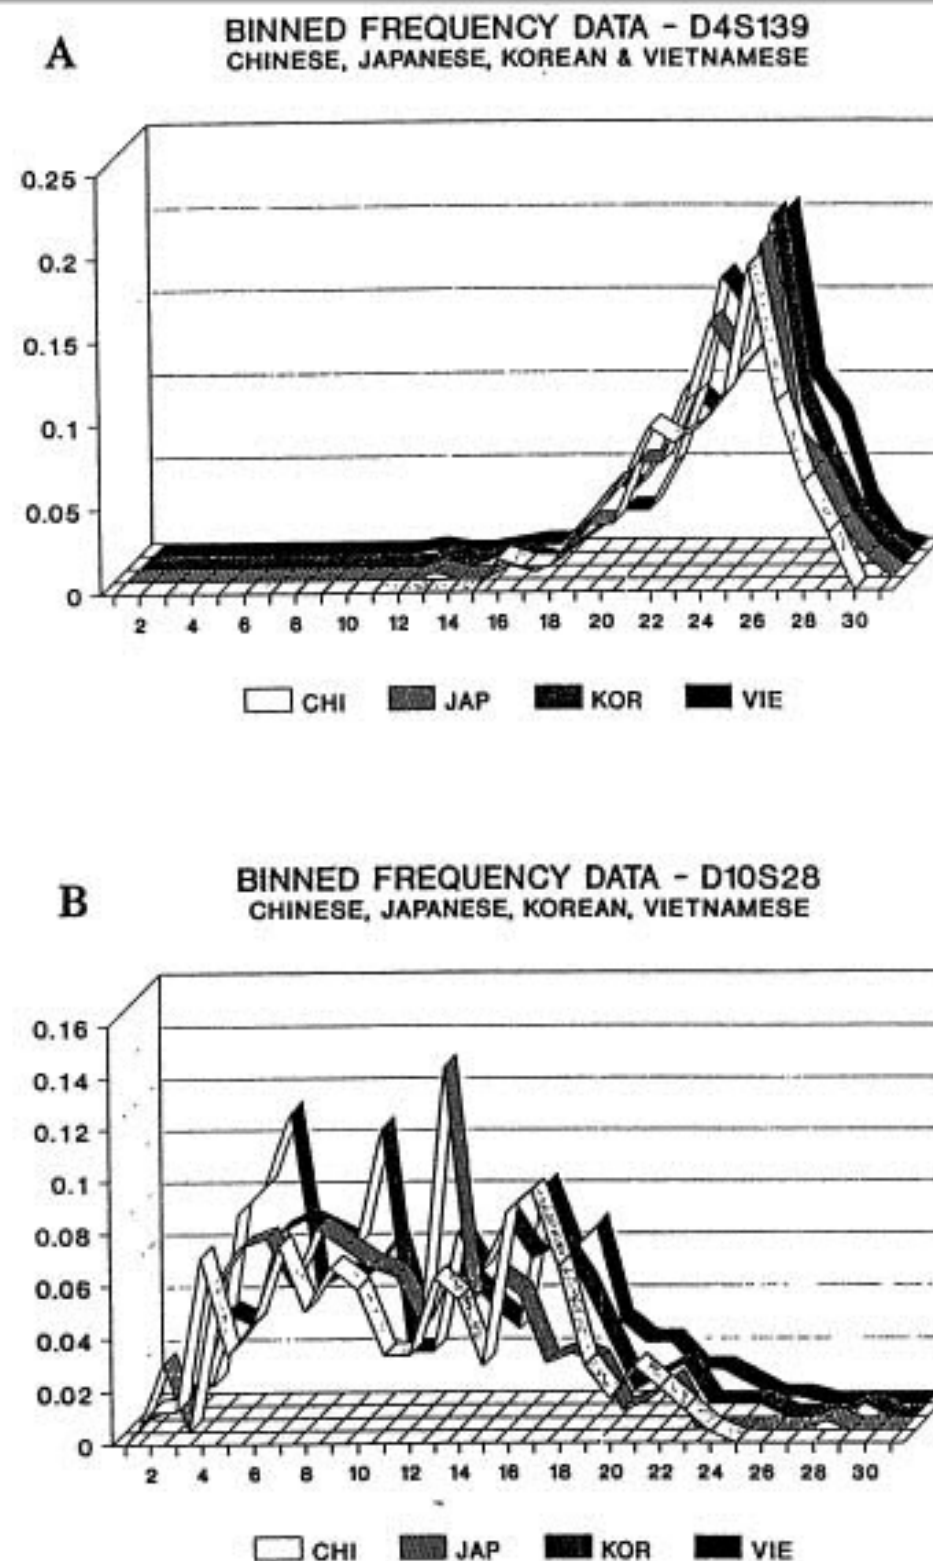 A
BINNED FREQUENCY DATA - D4S139
CHINESE, JAPANESE, KOREAN & VIETNAMESE
0.25
0.2
0.15
0.1
0.05
0
2 4 6 8 10 12 14 16 18 20 22 24 26 28 30
CHI JAP KOR VIE
B
BINNED FREQUENCY DATA - D10S28
CHINESE, JAPANESE, KOREAN, VIETNAMESE
0.16
0.14
0.12
0.1
0.08
0.06
0.04
0.02
0
2 4 6 8 10 12 14 16 18 20 22 24 26 28 30
CHI JAP KOR VIE